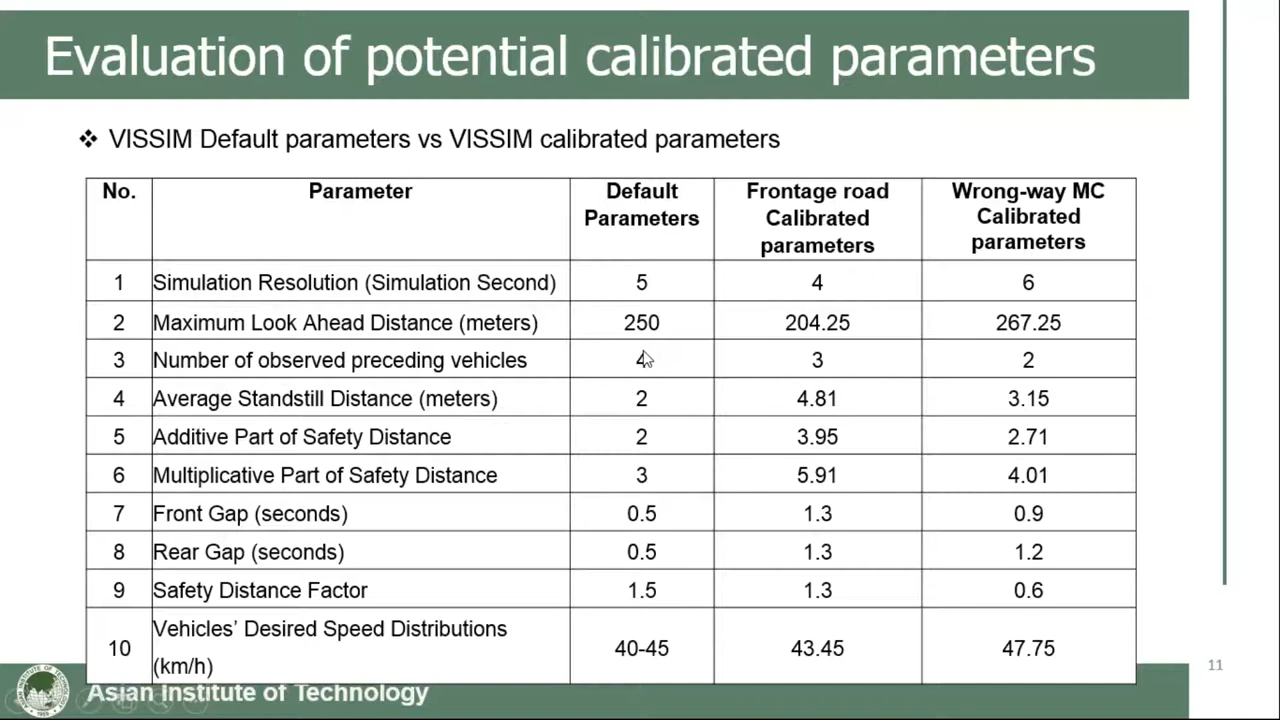 Evaluation of potential calibrated parameters
❖ VISSIM Default parameters vs VISSIM calibrated parameters
No. Parameter Default Parameters Frontage road Calibrated parameters Wrong-way MC Calibrated parameters
1 Simulation Resolution (Simulation Second) 5 4 6
2 Maximum Look Ahead Distance (meters) 250 204.25 267.25
3 Number of observed preceding vehicles 4 3 2
4 Average Standstill Distance (meters) 2 4.81 3.15
5 Additive Part of Safety Distance 2 3.95 2.71
6 Multiplicative Part of Safety Distance 3 5.91 4.01
7 Front Gap (seconds) 0.5 1.3 0.9
8 Rear Gap (seconds) 0.5 1.3 1.2
9 Safety Distance Factor 1.5 1.3 0.6
10 Vehicles’ Desired Speed Distributions (km/h) 40-45 43.45 47.75
11
Asian Institute of Technology